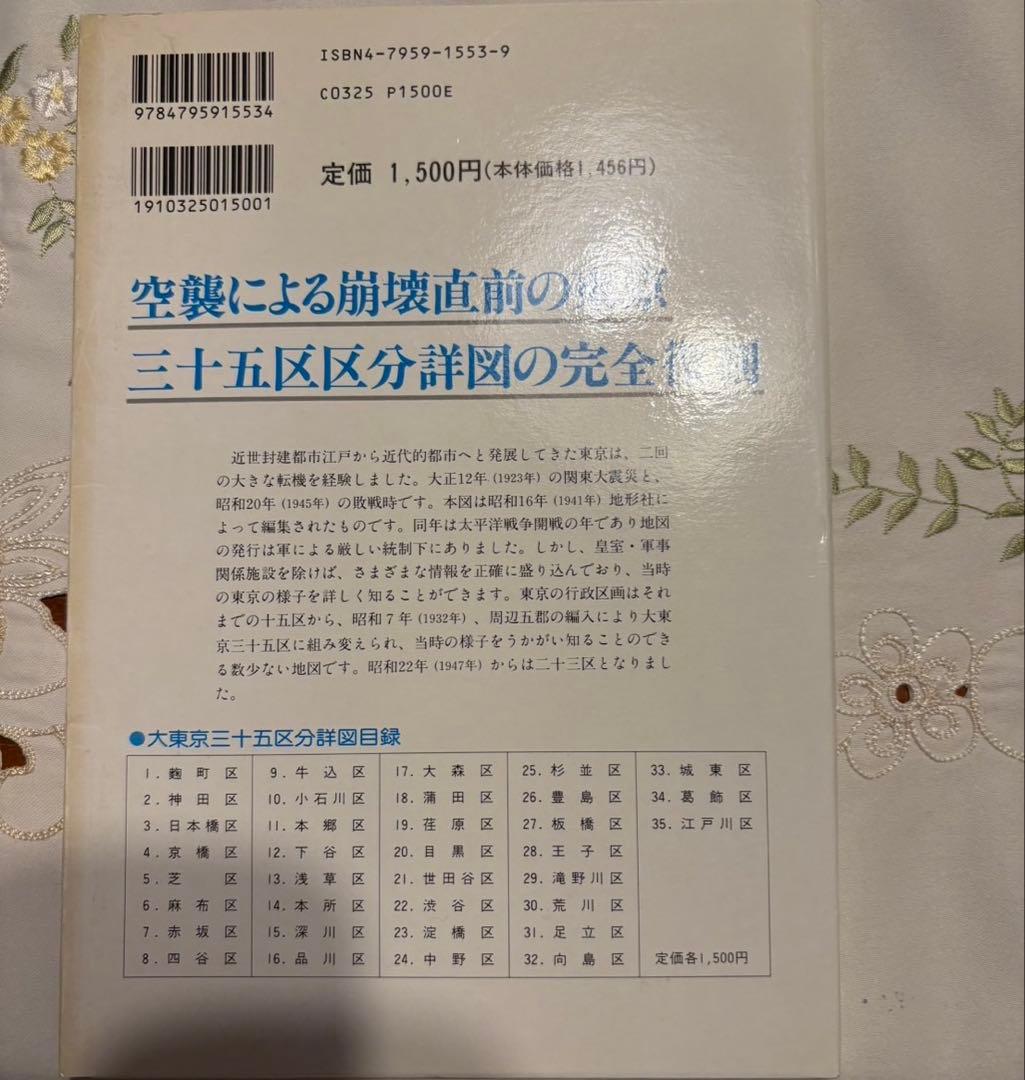 ISBN4-7959-1553-9
C0325 P1500E
9784795915534
定価 1,500円(本体価格1,456円)
1910325015001
空襲による崩壊直前の
三十五区区分詳図の完全
近世封建都市江戸から近代的都市へと発展してきた東京は、二回
の大きな転機を経験しました。大正12年(1923年)の関東大震災と、
昭和20年(1945年)の敗戦時です。本図は昭和16年(1941年)地形社に
よって編集されたものです。同年は太平洋戦争開戦の年であり地図
の発行は軍による厳しい統制下にありました。しかし、皇室・軍事
関係施設を除けば、さまざまな情報を正確に盛り込んでおり、当時
の東京の様子を詳しく知ることができます。東京の行政区画はそれ
までの十五区から、昭和7年(1932年)、周辺五郡の編入により大東
京三十五区に組み変えられ、当時の様子をうかがい知ることのでき
る数少ない地図です。昭和22年(1947年)からは二十三区となりまし
た。
●大東京三十五区分詳図目録
1. 麴町区
2. 神田区
3. 日本橋区
4. 京橋区
5. 芝区
6. 麻布区
7. 赤坂区
8. 四谷区
9. 牛込区
10. 小石川区
11. 本郷区
12. 下谷区
13. 浅草区
14. 本所区
15. 深川区
16. 品川区
17. 大森区
18. 蒲田区
19. 荏原区
20. 目黒区
21. 世田谷区
22. 渋谷区
23. 淀橋区
24. 中野区
25. 杉並区
26. 豊島区
27. 板橋区
28. 王子区
29. 滝野川区
30. 荒川区
31. 足立区
32. 向島区
33. 城東区
34. 葛飾区
35. 江戸川区
定価各1,500円